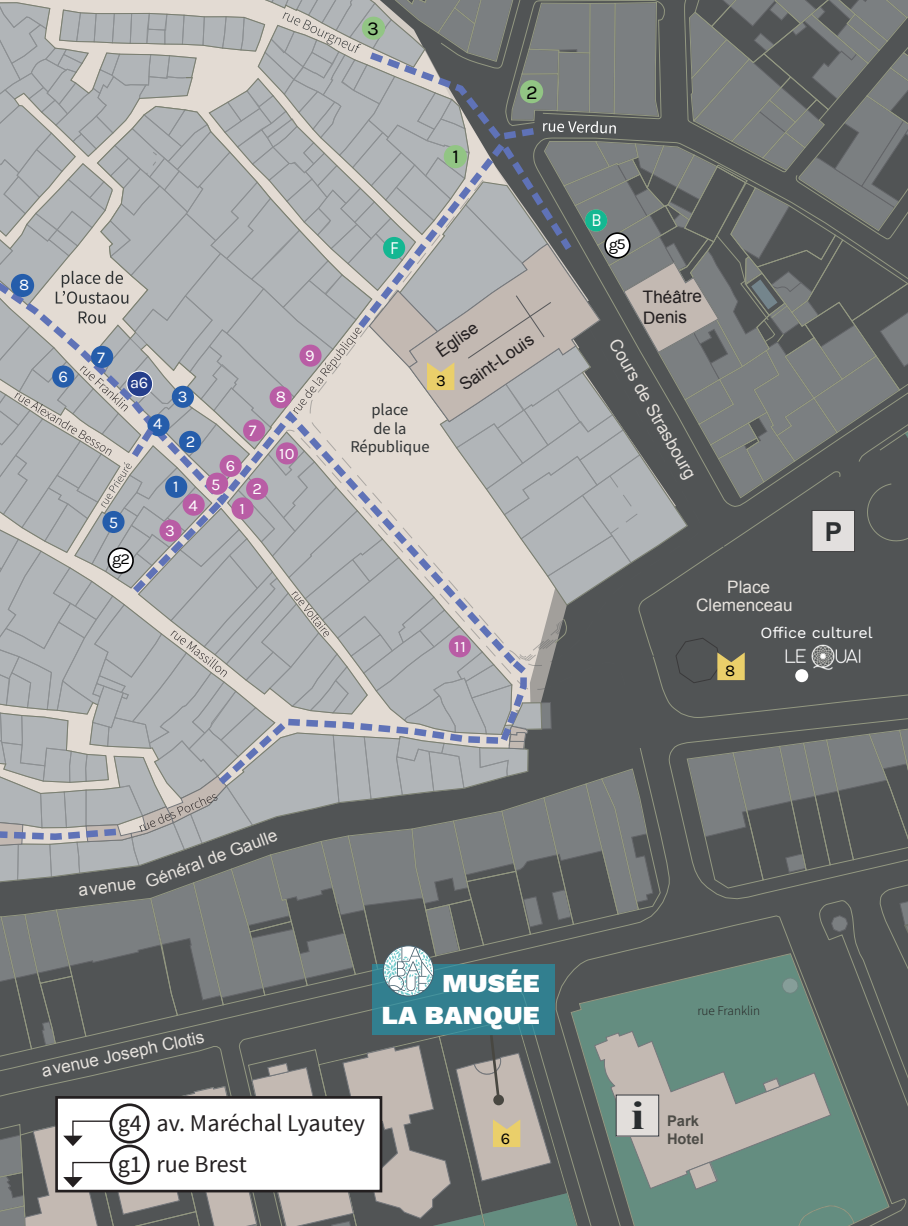 rue Bourgneuf
3
2
rue Verdun
1
B
F
g5
place de
L’Oustaou
Rou
8
Théâtre
Denis
Église
Saint-Louis
3
rue de la République
9
7
6
a6
rue Franklin
3
8
rue Alexandre Besson
4
place
de la
République
Cours de Strasbourg
7
2
10
6
rue Prieuré
1
5
2
4
1
5
3
P
g2
Place
Clemenceau
rue Voltaire
Office culturel
LE QUAI
8
rue Massillon
11
rue des Porches
avenue Général de Gaulle
LA
BAN
QUE
MUSÉE
LA BANQUE
rue Franklin
avenue Joseph Clotis
g4 av. Maréchal Lyautey
g1 rue Brest
6
i
Park
Hotel